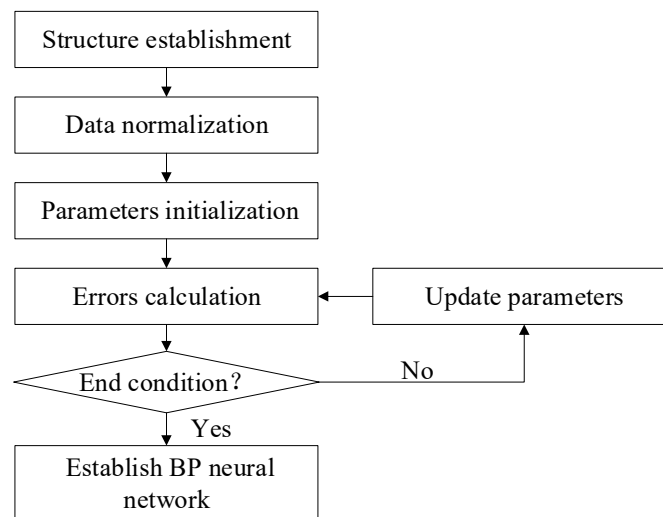 Structure establishment
Data normalization
Parameters initialization
Errors calculation
Update parameters
End condition？
No
Yes
Establish BP neural
network